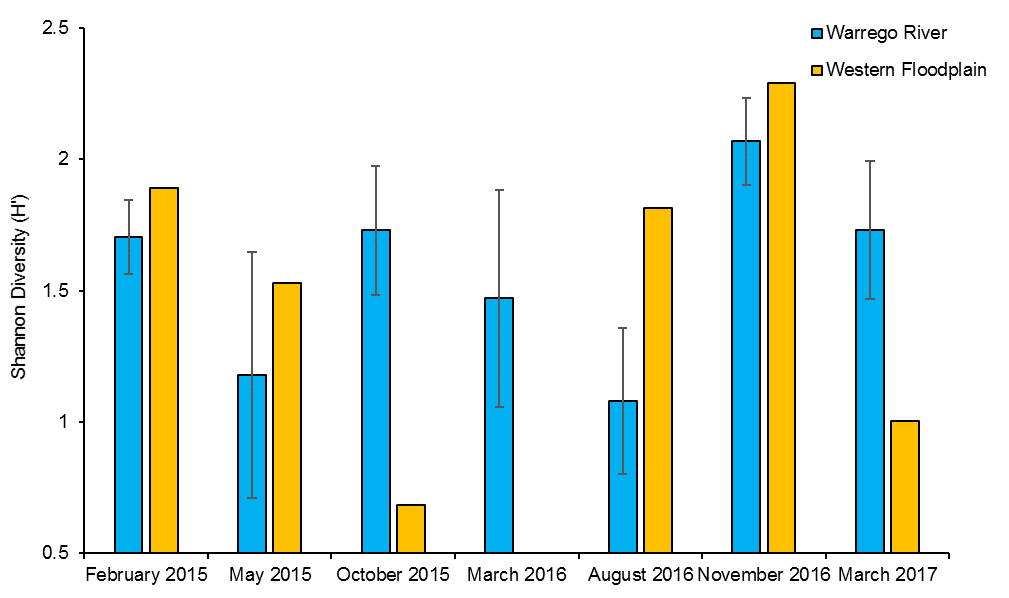 2.5
2
1.5
1
0.5
Shannon Diversity (H')
Warrego River
Western Floodplain
February 2015
May 2015
October 2015
March 2016
August 2016
November 2016
March 2017